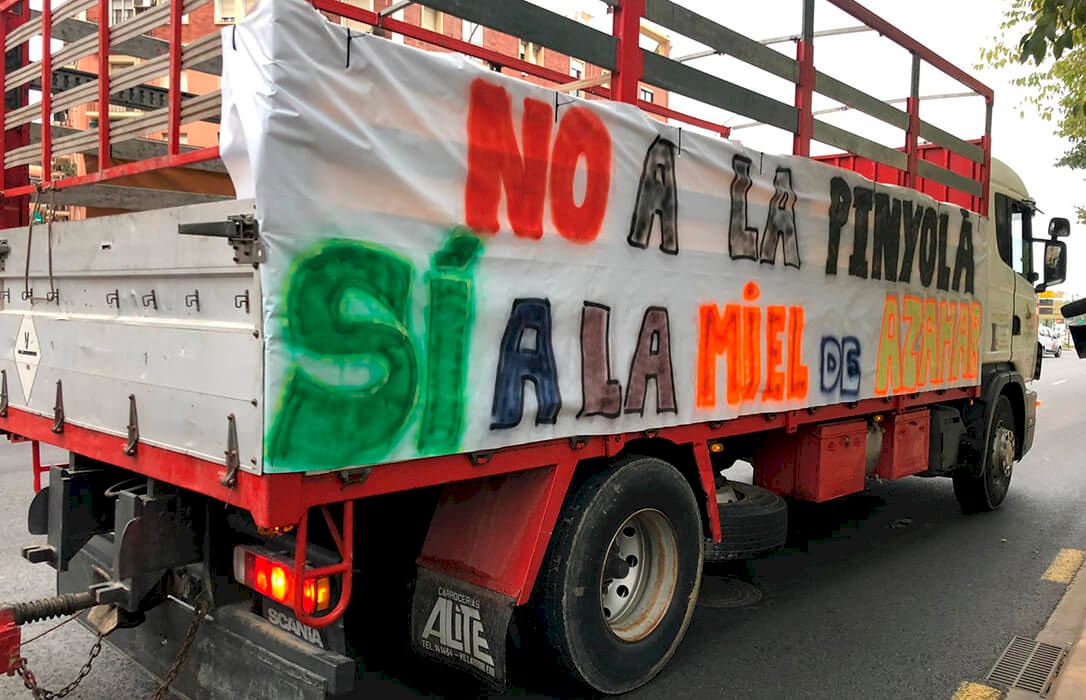 NO A LA PINYOLÀ
SÍ A LA MIEL DE AZAHAR
CARROCERIAS
ALiTE
SCANIA